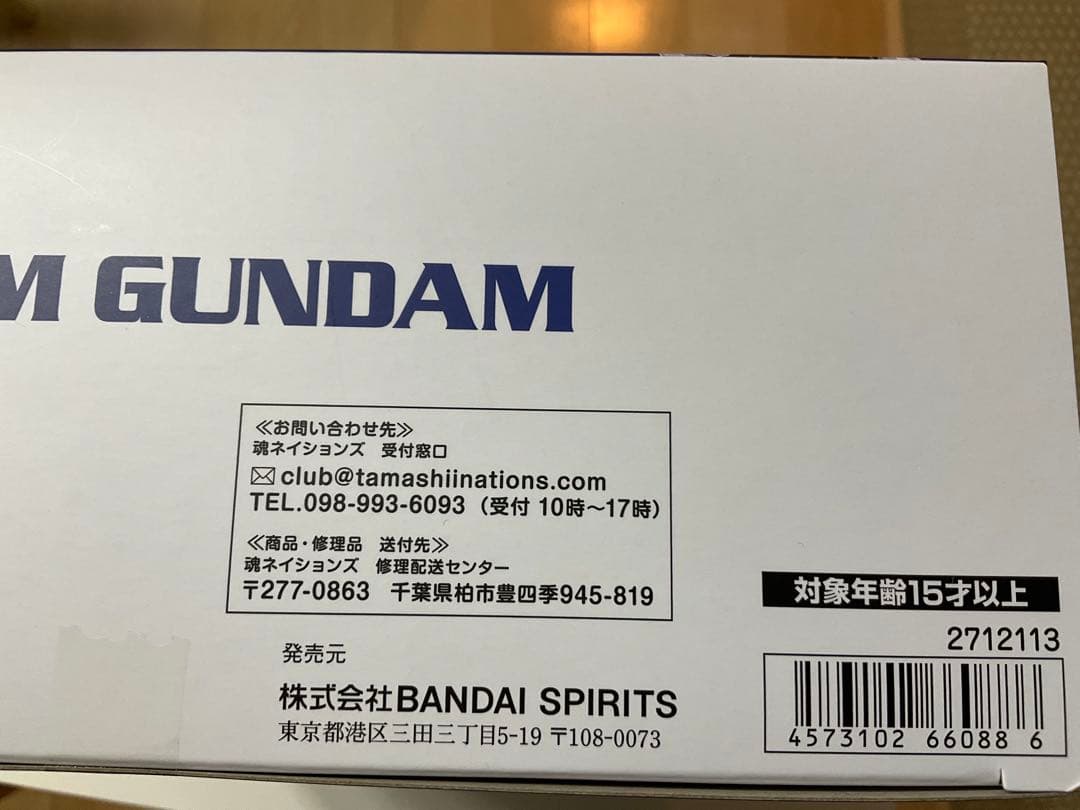 M GUNDAM
≪お問い合わせ先≫
魂ネイションズ 受付窓口
✉club@tamashiinations.com
TEL.098-993-6093（受付 10時～17時）
≪商品・修理品 送付先≫
魂ネイションズ 修理配送センター
〒277-0863 千葉県柏市豊四季945-819
対象年齢15才以上
2712113
発売元
株式会社BANDAI SPIRITS
東京都港区三田三丁目5-19 〒108-0073
4573102 66088 6